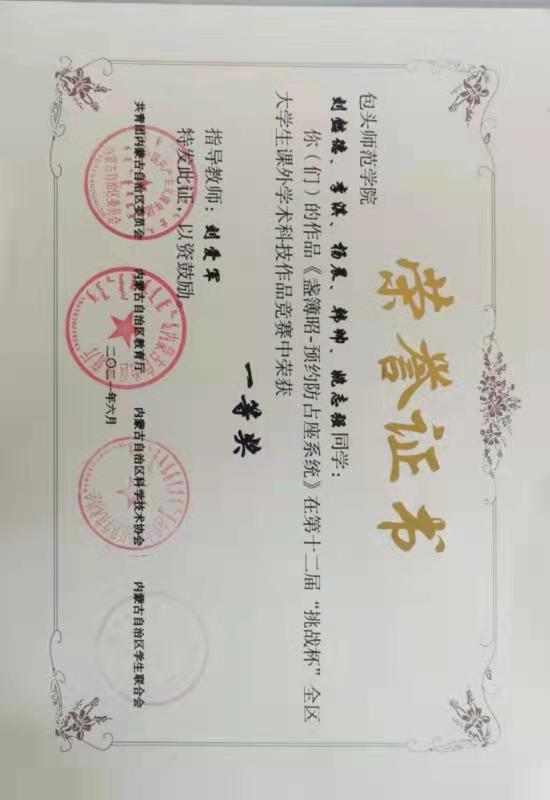 荣誉证书
包头师范学院
刘懿德、李淇、杨晨、韩帅、姚志强同学：
你（们）的作品《盏簿昭-预约防占座系统》在第十二届“挑战杯”全区
大学生课外学术科技作品竞赛中荣获
一等奖
指导教师：刘爱军
特发此证，以资鼓励
共青团内蒙古自治区委员会 内蒙古自治区教育厅 内蒙古自治区科学技术协会 内蒙古自治区学生联合会
二〇二一年六月